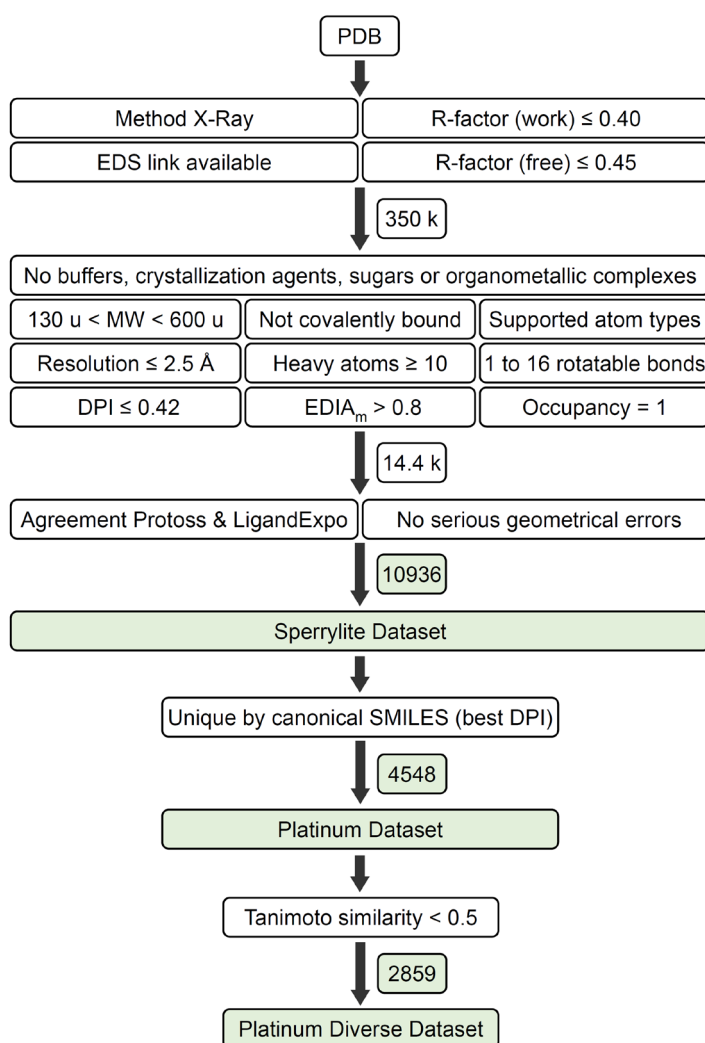 PDB
Method X-Ray
R-factor (work) ≤ 0.40
EDS link available
R-factor (free) ≤ 0.45
350 k
No buffers, crystallization agents, sugars or organometallic complexes
130 u < MW < 600 u
Not covalently bound
Supported atom types
Resolution ≤ 2.5 Å
Heavy atoms ≥ 10
1 to 16 rotatable bonds
DPI ≤ 0.42
EDIAₘ > 0.8
Occupancy = 1
14.4 k
Agreement Protoss & LigandExpo
No serious geometrical errors
10936
Sperrylite Dataset
Unique by canonical SMILES (best DPI)
4548
Platinum Dataset
Tanimoto similarity < 0.5
2859
Platinum Diverse Dataset